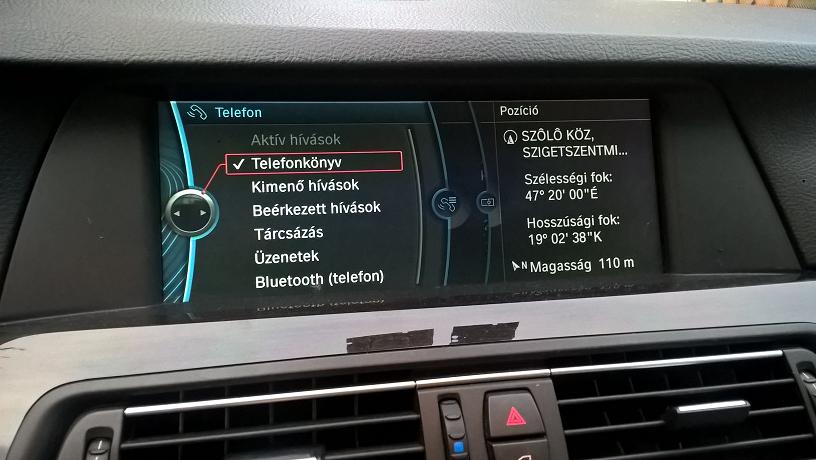 Telefon
Aktív hívások
✓ Telefonkönyv
Kimenő hívások
Beérkezett hívások
Tárcsázás
Üzenetek
Bluetooth (telefon)
Pozíció
SZÔLÔ KÖZ,
SZIGETSZENTMI...
Szélességi fok:
47° 20' 00"É
Hosszúsági fok:
19° 02' 38"K
N Magasság 110 m